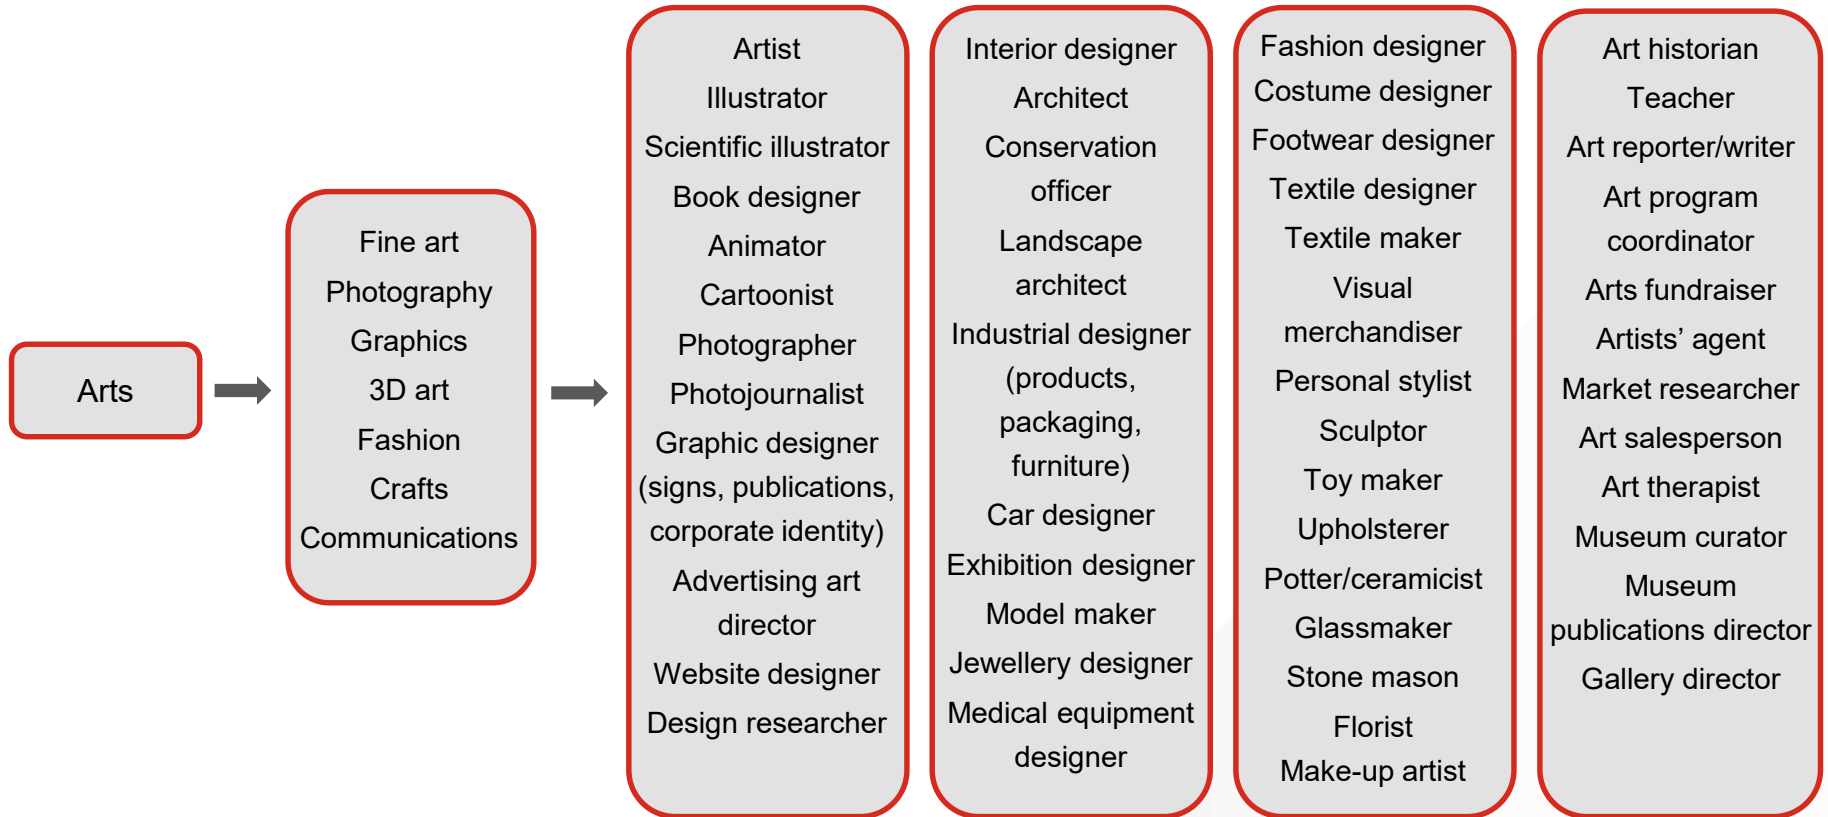 Arts
Fine art
Photography
Graphics
3D art
Fashion
Crafts
Communications
Artist
Illustrator
Scientific illustrator
Book designer
Animator
Cartoonist
Photographer
Photojournalist
Graphic designer
(signs, publications,
corporate identity)
Advertising art
director
Website designer
Design researcher
Interior designer
Architect
Conservation
officer
Landscape
architect
Industrial designer
(products,
packaging,
furniture)
Car designer
Exhibition designer
Model maker
Jewellery designer
Medical equipment
designer
Fashion designer
Costume designer
Footwear designer
Textile designer
Textile maker
Visual
merchandiser
Personal stylist
Sculptor
Toy maker
Upholsterer
Potter/ceramicist
Glassmaker
Stone mason
Florist
Make-up artist
Art historian
Teacher
Art reporter/writer
Art program
coordinator
Arts fundraiser
Artists’ agent
Market researcher
Art salesperson
Art therapist
Museum curator
Museum
publications director
Gallery director